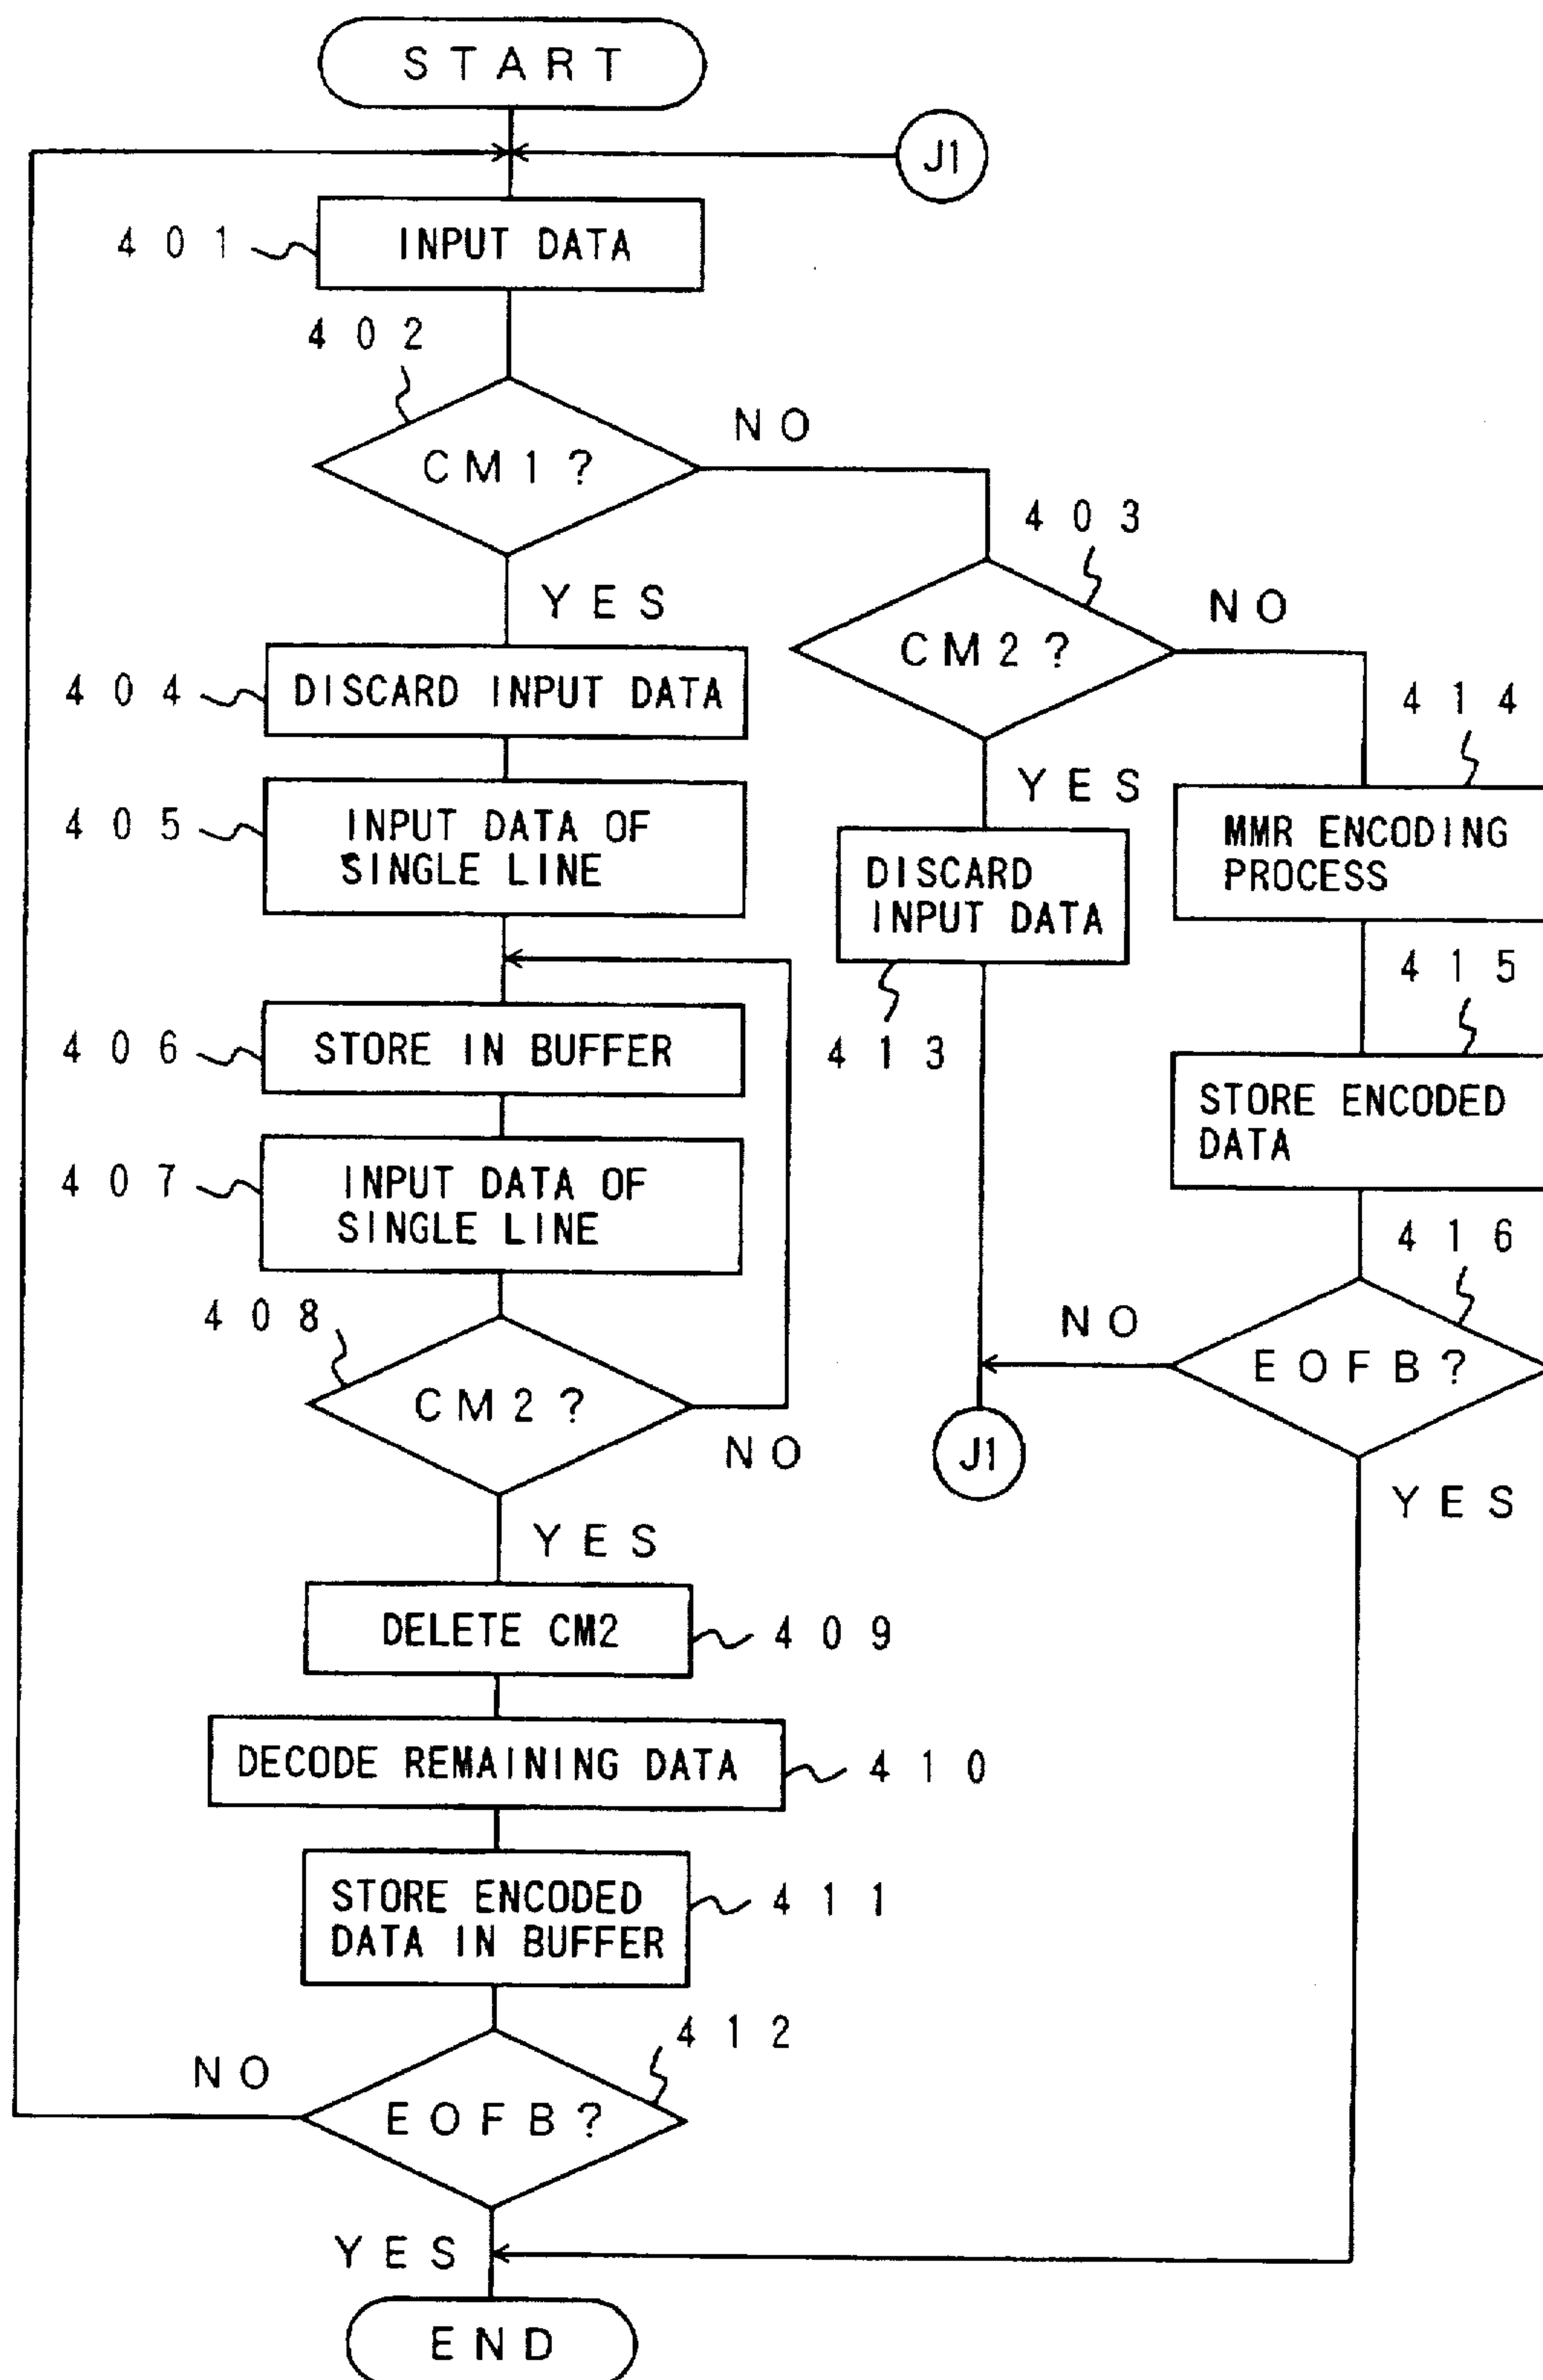 START
J1
401
INPUT DATA
402
CM1?
NO
YES
403
CM2?
NO
YES
404
DISCARD INPUT DATA
405
INPUT DATA OF
SINGLE LINE
406
STORE IN BUFFER
407
INPUT DATA OF
SINGLE LINE
408
CM2?
NO
YES
DELETE CM2
409
DECODE REMAINING DATA
410
STORE ENCODED
DATA IN BUFFER
411
412
EOFB?
NO
YES
END
DISCARD
INPUT DATA
413
J1
414
MMR ENCODING
PROCESS
415
STORE ENCODED
DATA
416
EOFB?
NO
YES